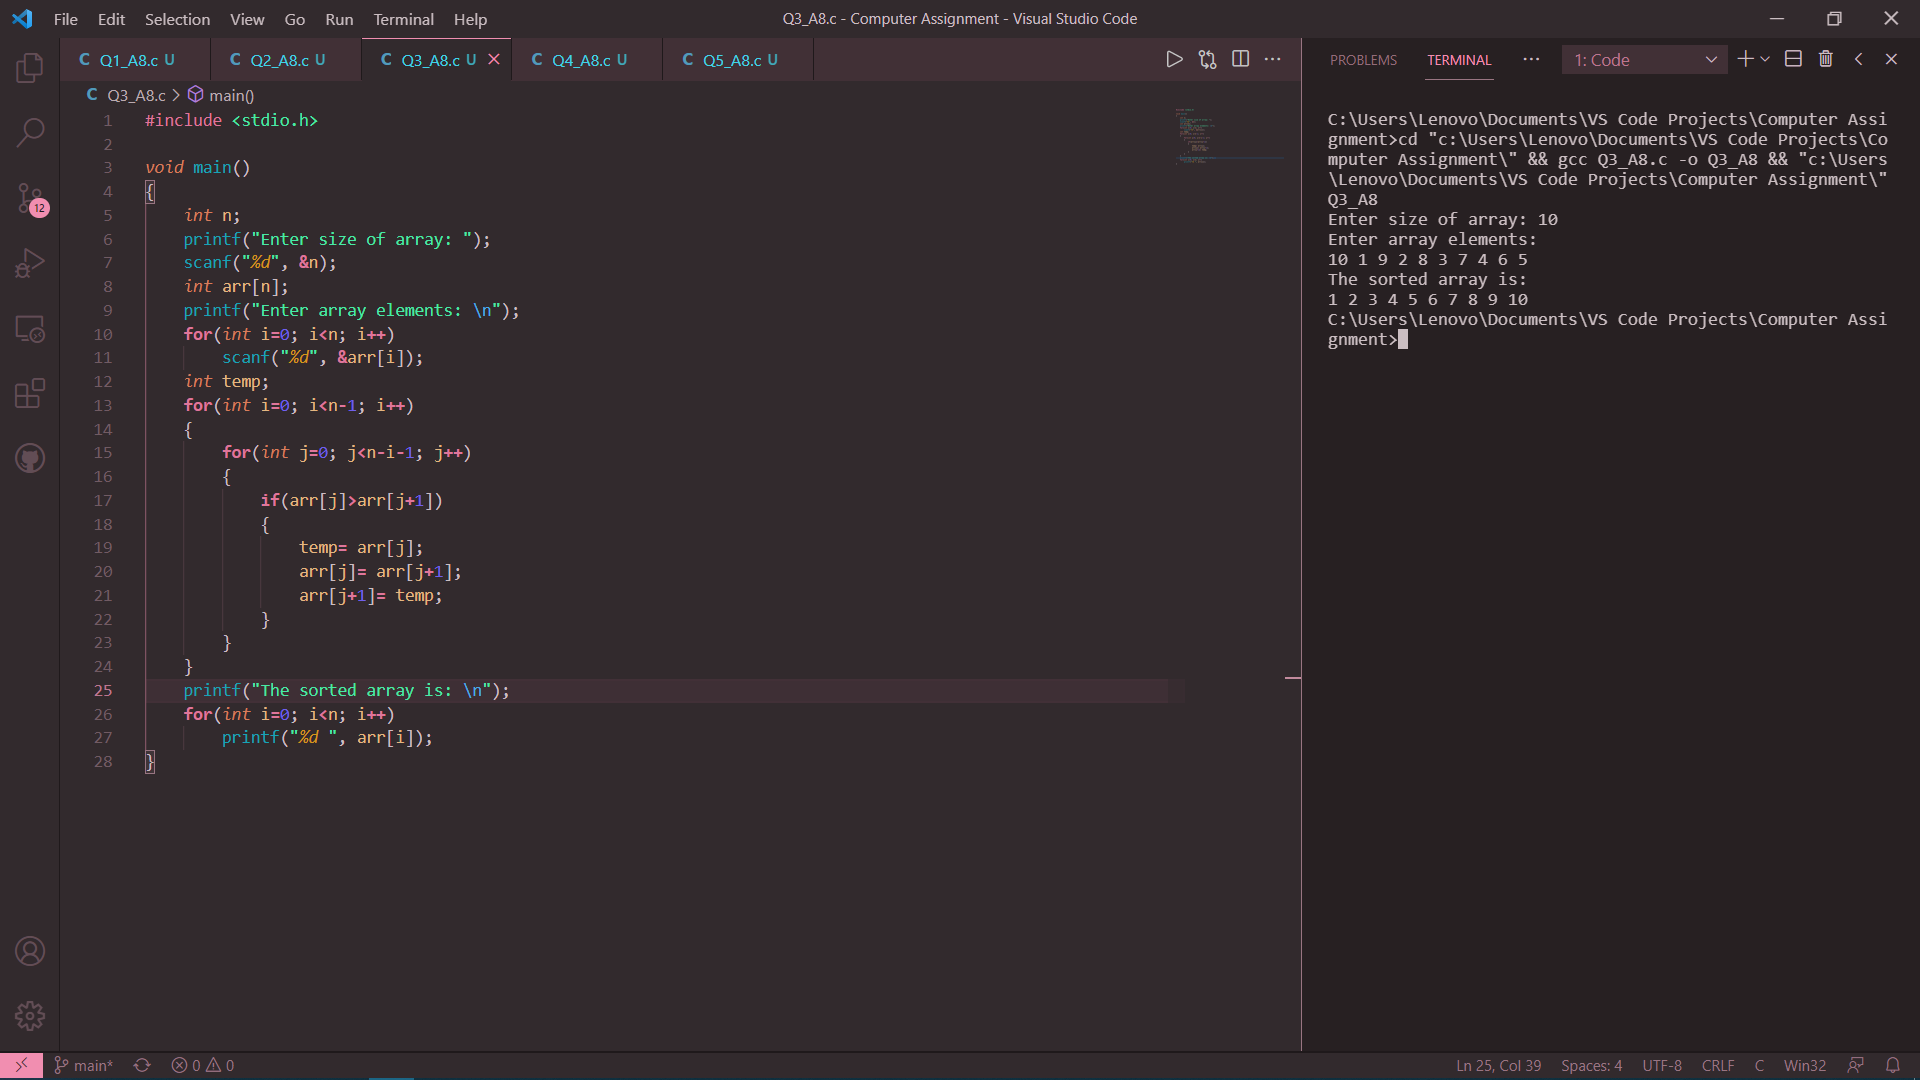 File Edit Selection View Go Run Terminal Help
Q3_A8.c - Computer Assignment - Visual Studio Code
Q1_A8.c U
Q2_A8.c U
Q3_A8.c U
Q4_A8.c U
Q5_A8.c U
Q3_A8.c > main()
1 #include <stdio.h>
2
3 void main()
4 {
5     int n;
6     printf("Enter size of array: ");
7     scanf("%d", &n);
8     int arr[n];
9     printf("Enter array elements: \n");
10     for(int i=0; i<n; i++)
11         scanf("%d", &arr[i]);
12     int temp;
13     for(int i=0; i<n-1; i++)
14     {
15         for(int j=0; j<n-i-1; j++)
16         {
17             if(arr[j]>arr[j+1])
18             {
19                 temp= arr[j];
20                 arr[j]= arr[j+1];
21                 arr[j+1]= temp;
22             }
23         }
24     }
25     printf("The sorted array is: \n");
26     for(int i=0; i<n; i++)
27         printf("%d ", arr[i]);
28 }
12
PROBLEMS TERMINAL ··· 1: Code
C:\Users\Lenovo\Documents\VS Code Projects\Computer Assi
gnment>cd "c:\Users\Lenovo\Documents\VS Code Projects\Co
mputer Assignment\" && gcc Q3_A8.c -o Q3_A8 && "c:\Users
\Lenovo\Documents\VS Code Projects\Computer Assignment\"
Q3_A8
Enter size of array: 10
Enter array elements:
10 1 9 2 8 3 7 4 6 5
The sorted array is:
1 2 3 4 5 6 7 8 9 10
C:\Users\Lenovo\Documents\VS Code Projects\Computer Assi
gnment>
main* 0 0
Ln 25, Col 39 Spaces: 4 UTF-8 CRLF C Win32